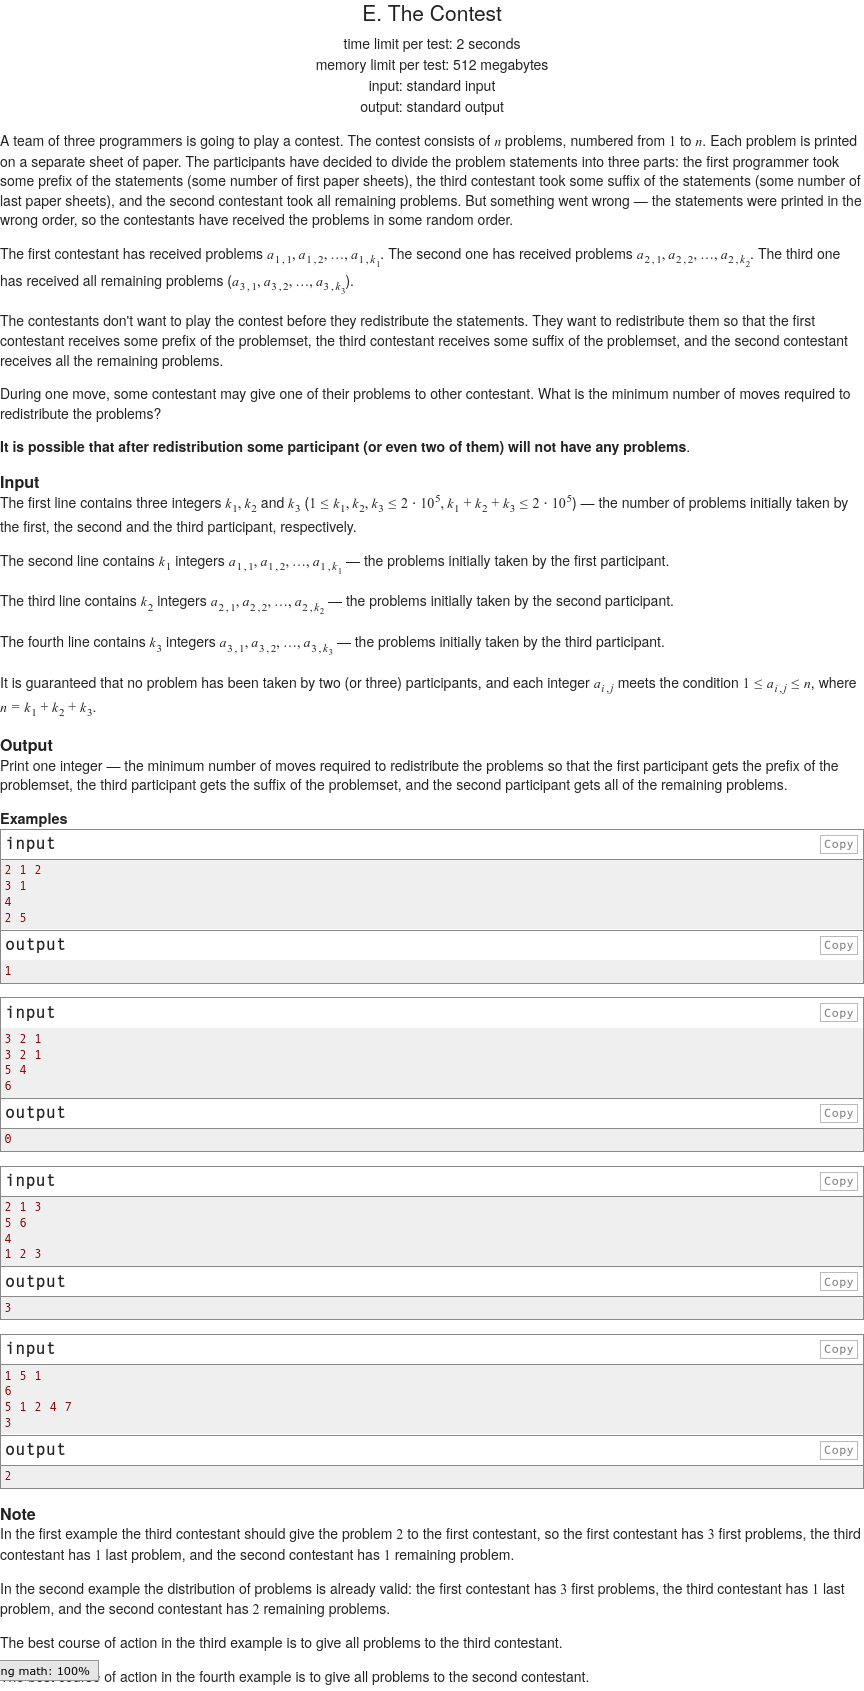 E. The Contest
time limit per test: 2 seconds
memory limit per test: 512 megabytes
input: standard input
output: standard output
A team of three programmers is going to play a contest. The contest consists of n problems, numbered from 1 to n. Each problem is printed
on a separate sheet of paper. The participants have decided to divide the problem statements into three parts: the first programmer took
some prefix of the statements (some number of first paper sheets), the third contestant took some suffix of the statements (some number of
last paper sheets), and the second contestant took all remaining problems. But something went wrong — the statements were printed in the
wrong order, so the contestants have received the problems in some random order.
The first contestant has received problems a_{1,1}, a_{1,2}, ..., a_{1,k_1}. The second one has received problems a_{2,1}, a_{2,2}, ..., a_{2,k_2}. The third one
has received all remaining problems (a_{3,1}, a_{3,2}, ..., a_{3,k_3}).
The contestants don't want to play the contest before they redistribute the statements. They want to redistribute them so that the first
contestant receives some prefix of the problemset, the third contestant receives some suffix of the problemset, and the second contestant
receives all the remaining problems.
During one move, some contestant may give one of their problems to other contestant. What is the minimum number of moves required to
redistribute the problems?
It is possible that after redistribution some participant (or even two of them) will not have any problems.
Input
The first line contains three integers k_1, k_2 and k_3 (1 ≤ k_1, k_2, k_3 ≤ 2 · 10^5, k_1 + k_2 + k_3 ≤ 2 · 10^5) — the number of problems initially taken by
the first, the second and the third participant, respectively.
The second line contains k_1 integers a_{1,1}, a_{1,2}, ..., a_{1,k_1} — the problems initially taken by the first participant.
The third line contains k_2 integers a_{2,1}, a_{2,2}, ..., a_{2,k_2} — the problems initially taken by the second participant.
The fourth line contains k_3 integers a_{3,1}, a_{3,2}, ..., a_{3,k_3} — the problems initially taken by the third participant.
It is guaranteed that no problem has been taken by two (or three) participants, and each integer a_{i,j} meets the condition 1 ≤ a_{i,j} ≤ n, where
n = k_1 + k_2 + k_3.
Output
Print one integer — the minimum number of moves required to redistribute the problems so that the first participant gets the prefix of the
problemset, the third participant gets the suffix of the problemset, and the second participant gets all of the remaining problems.
Examples
input Copy
2 1 2
3 1
4
2 5
output Copy
1
input Copy
3 2 1
3 2 1
5 4
6
output Copy
0
input Copy
2 1 3
5 6
4
1 2 3
output Copy
3
input Copy
1 5 1
6
5 1 2 4 7
3
output Copy
2
Note
In the first example the third contestant should give the problem 2 to the first contestant, so the first contestant has 3 first problems, the third
contestant has 1 last problem, and the second contestant has 1 remaining problem.
In the second example the distribution of problems is already valid: the first contestant has 3 first problems, the third contestant has 1 last
problem, and the second contestant has 2 remaining problems.
The best course of action in the third example is to give all problems to the third contestant.
ng math: 100%
of action in the fourth example is to give all problems to the second contestant.